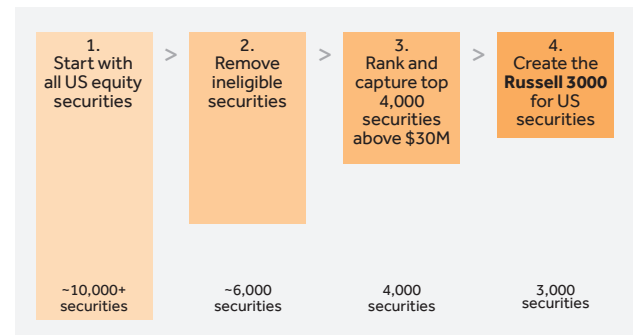 1.
Start with
all US equity
securities
>
2.
Remove
ineligible
securities
>
3.
Rank and
capture top
4,000
securities
above $30M
>
4.
Create the
Russell 3000
for US
securities
~10,000+
securities
~6,000
securities
4,000
securities
3,000
securities